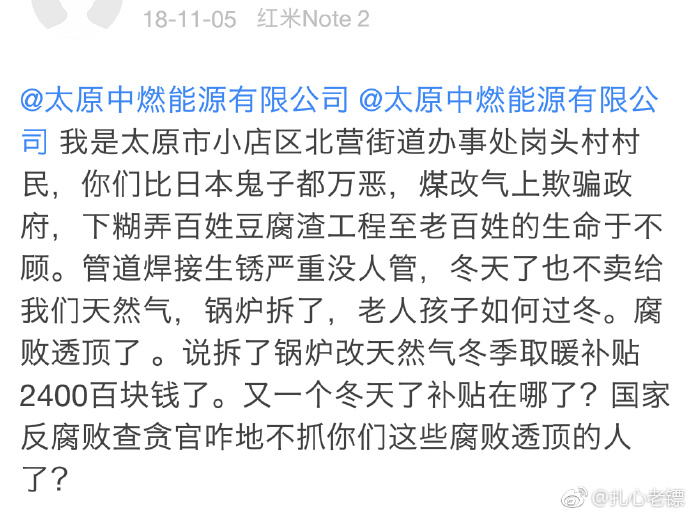 18-11-05 红米Note 2
@太原中燃能源有限公司 @太原中燃能源有限公
司 我是太原市小店区北营街道办事处岗头村村
民，你们比日本鬼子都万恶，煤改气上欺骗政
府，下糊弄百姓豆腐渣工程至老百姓的生命于不
顾。管道焊接生锈严重没人管，冬天了也不卖给
我们天然气，锅炉拆了，老人孩子如何过冬。腐
败透顶了 。说拆了锅炉改天然气冬季取暖补贴
2400百块钱了。又一个冬天了补贴在哪了？国家
反腐败查贪官咋地不抓你们这些腐败透顶的人
了？
@扎心老镖